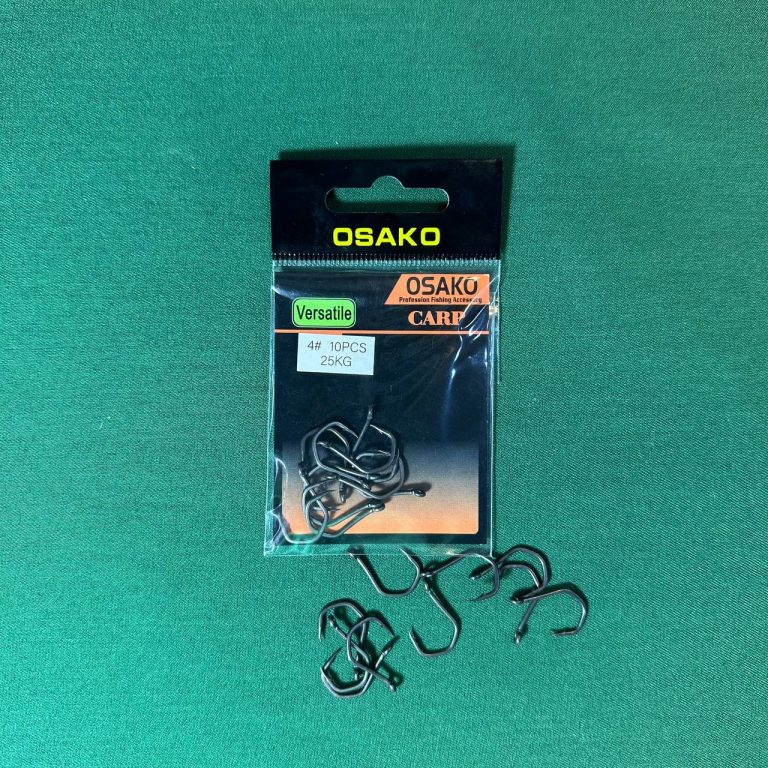 OSAKO
OSAKO
Profession Fishing Accessory
Versatile
CARP
4# 10PCS
25KG